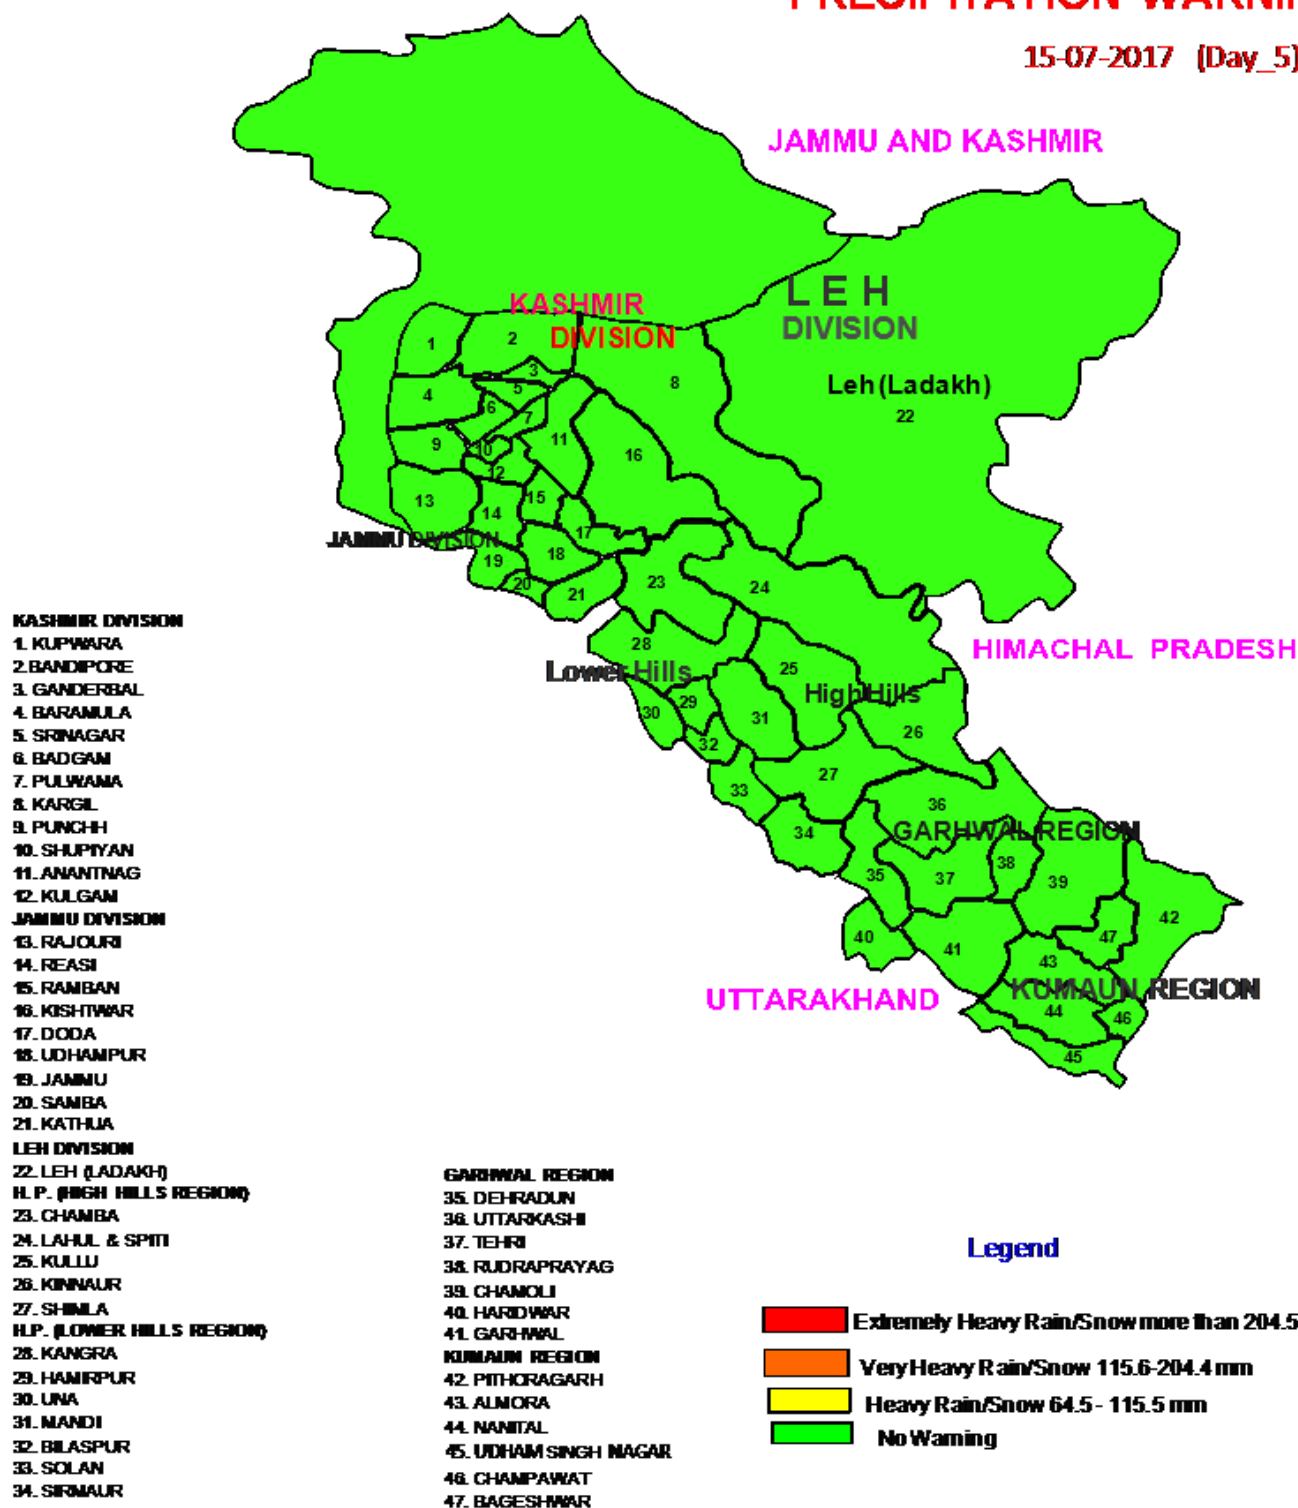 15-07-2017 (Day_5)
JAMMU AND KASHMIR
KASHMIR
DIVISION
L E H
DIVISION
Leh (Ladakh)
1
2
3
4
5
6
7
8
9
10
11
12
13
14
15
16
17
18
19
20
21
22
JAMMU DIVISION
23
24
HIMACHAL PRADESH
28
Lower Hills
25
High Hills
29
30
31
26
32
27
33
34
36
GARHWAL REGION
35
37
38
39
42
40
41
47
43
UTTARAKHAND
KUMAUN REGION
44
46
45
KASHMIR DIVISION
1. KUPWARA
2. BANDIPORE
3. GANDERBAL
4. BARAMULA
5. SRINAGAR
6. BADGAM
7. PULWAMA
8. KARGIL
9. PUNCHH
10. SHUPIYAN
11. ANANTNAG
12. KULGAM
JAMMU DIVISION
13. RAJOURI
14. REASI
15. RAMBAN
16. KISHTWAR
17. DODA
18. UDHAMPUR
19. JAMMU
20. SAMBA
21. KATHUA
LEH DIVISION
22. LEH (LADAKH)
H. P. (HIGH HILLS REGION)
23. CHAMBA
24. LAHUL & SPITI
25. KULLU
26. KINNAUR
27. SHIMLA
H.P. (LOWER HILLS REGION)
28. KANGRA
29. HAMIRPUR
30. UNA
31. MANDI
32. BILASPUR
33. SOLAN
34. SIRMAUR
GARHWAL REGION
35. DEHRADUN
36. UTTARKASHI
37. TEHRI
38. RUDRAPRAYAG
39. CHAMOLI
40. HARIDWAR
41. GARHWAL
KUMAUN REGION
42. PITHORAGARH
43. ALMORA
44. NANITAL
45. UDHAM SINGH NAGAR
46. CHAMPAWAT
47. BAGESHWAR
Legend
Extremely Heavy Rain/Snow more than 204.5
Very Heavy Rain/Snow 115.6-204.4 mm
Heavy Rain/Snow 64.5 - 115.5 mm
No Warning